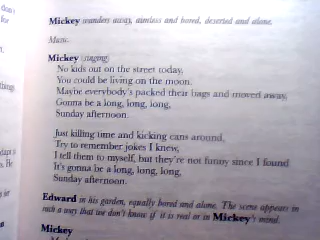 Mickey wanders away, aimless and bored, deserted and alone.
Music.
Mickey (singing)
No kids out on the street today,
You could be living on the moon.
Maybe everybody's packed their bags and moved away,
Gonna be a long, long, long,
Sunday afternoon.
Just killing time and kicking cans around,
Try to remember jokes I knew,
I tell them to myself, but they're not funny since I found
It's gonna be a long, long, long,
Sunday afternoon.
Edward in his garden, equally bored and alone. The scene appears in
such a way that we don't know if it is real or in Mickey's mind.
Mickey